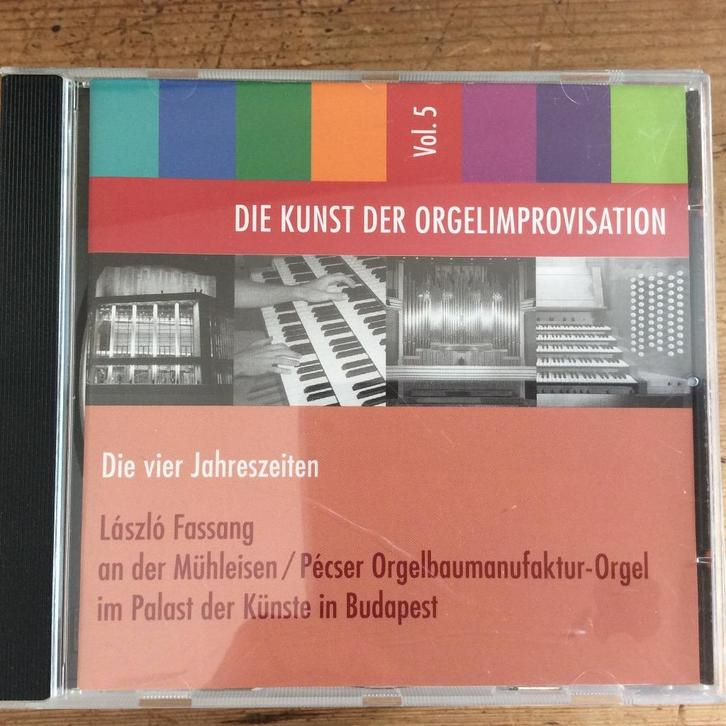 Vol. 5
DIE KUNST DER ORGELIMPROVISATION
Die vier Jahreszeiten
László Fassang
an der Mühleisen / Pécser Orgelbaumanufaktur-Orgel
im Palast der Künste in Budapest